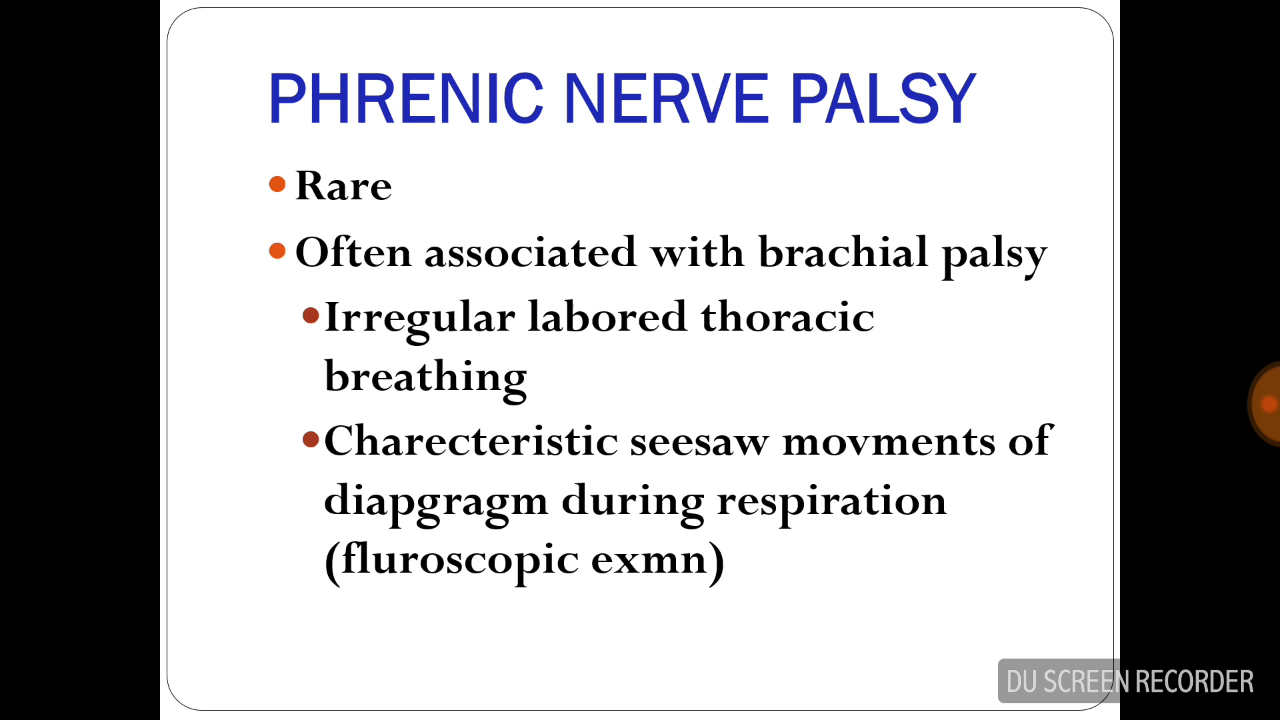 PHRENIC NERVE PALSY
Rare
Often associated with brachial palsy
Irregular labored thoracic
breathing
Charecteristic seesaw movments of
diapgragm during respiration
(fluroscopic exmn)
DU SCREEN RECORDER